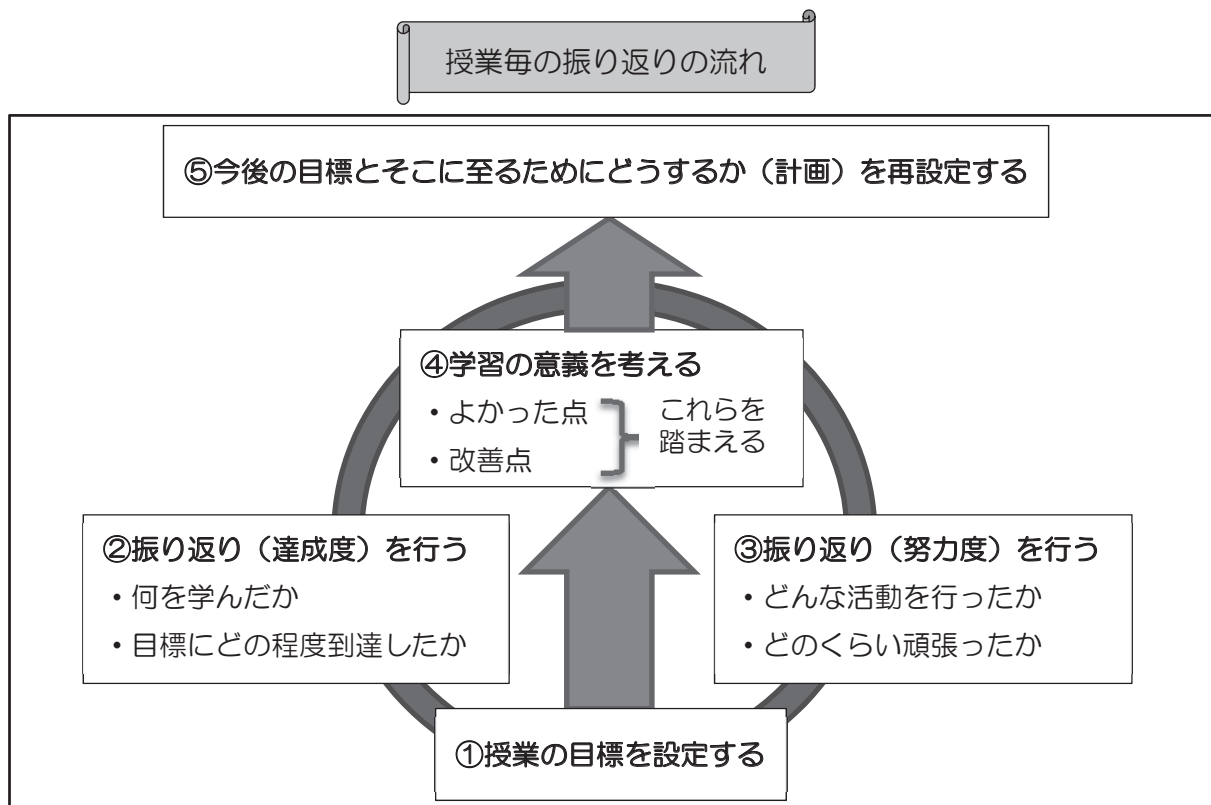 授業毎の振り返りの流れ
⑤今後の目標とそこに至るためにどうするか（計画）を再設定する
④学習の意義を考える
・よかった点
・改善点
これらを
踏まえる
②振り返り（達成度）を行う
・何を学んだか
・目標にどの程度到達したか
③振り返り（努力度）を行う
・どんな活動を行ったか
・どのくらい頑張ったか
①授業の目標を設定する